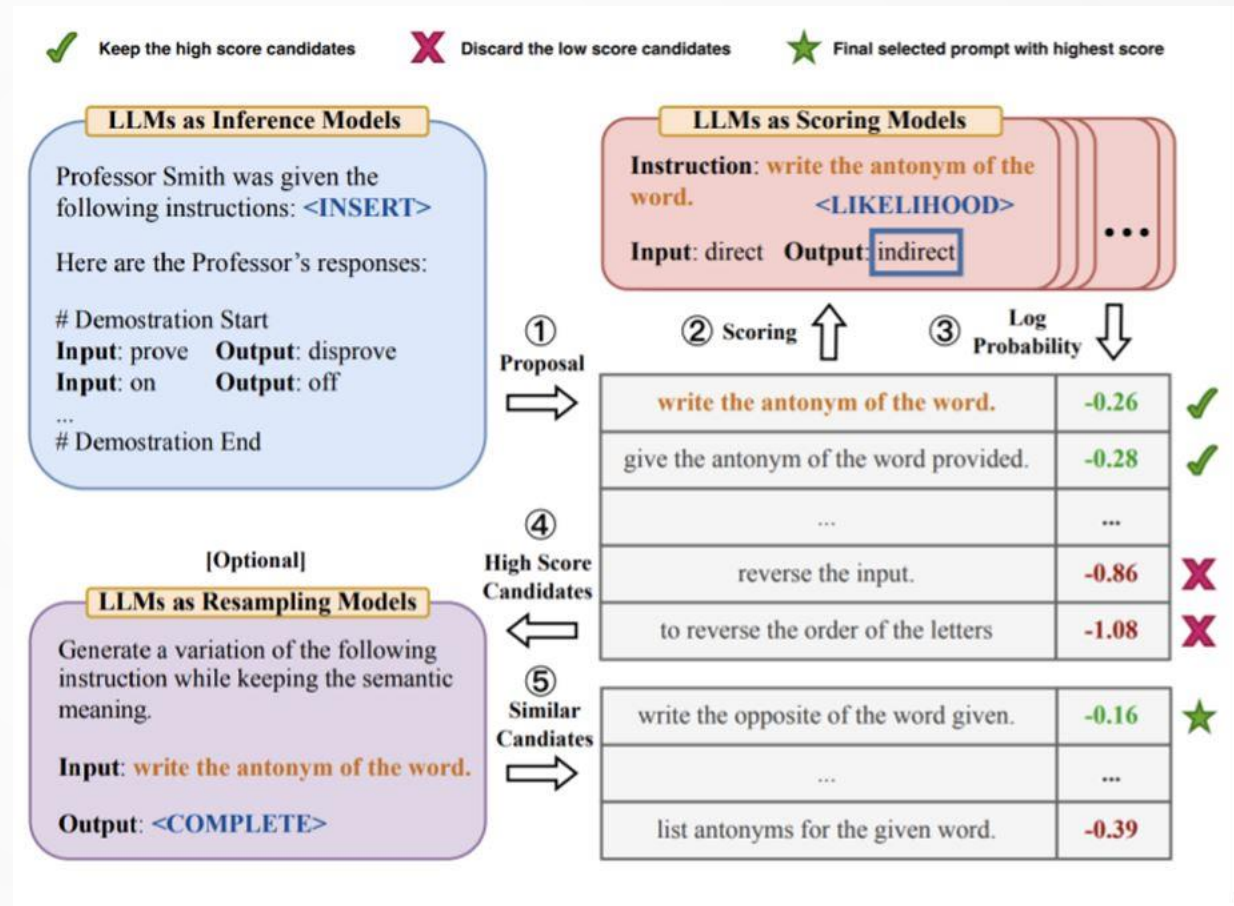 Keep the high score candidates
Discard the low score candidates
Final selected prompt with highest score
LLMs as Inference Models
Professor Smith was given the
following instructions: <INSERT>
Here are the Professor's responses:
# Demostration Start
Input: prove Output: disprove
Input: on Output: off
...
# Demostration End
① Proposal
LLMs as Scoring Models
Instruction: write the antonym of the
word. <LIKELIHOOD>
Input: direct Output: indirect
...
② Scoring
③ Log
Probability
write the antonym of the word. -0.26
give the antonym of the word provided. -0.28
... ...
reverse the input. -0.86
to reverse the order of the letters -1.08
④
High Score
Candidates
[Optional]
LLMs as Resampling Models
Generate a variation of the following
instruction while keeping the semantic
meaning.
Input: write the antonym of the word.
Output: <COMPLETE>
⑤
Similar
Candiates
write the opposite of the word given. -0.16
... ...
list antonyms for the given word. -0.39